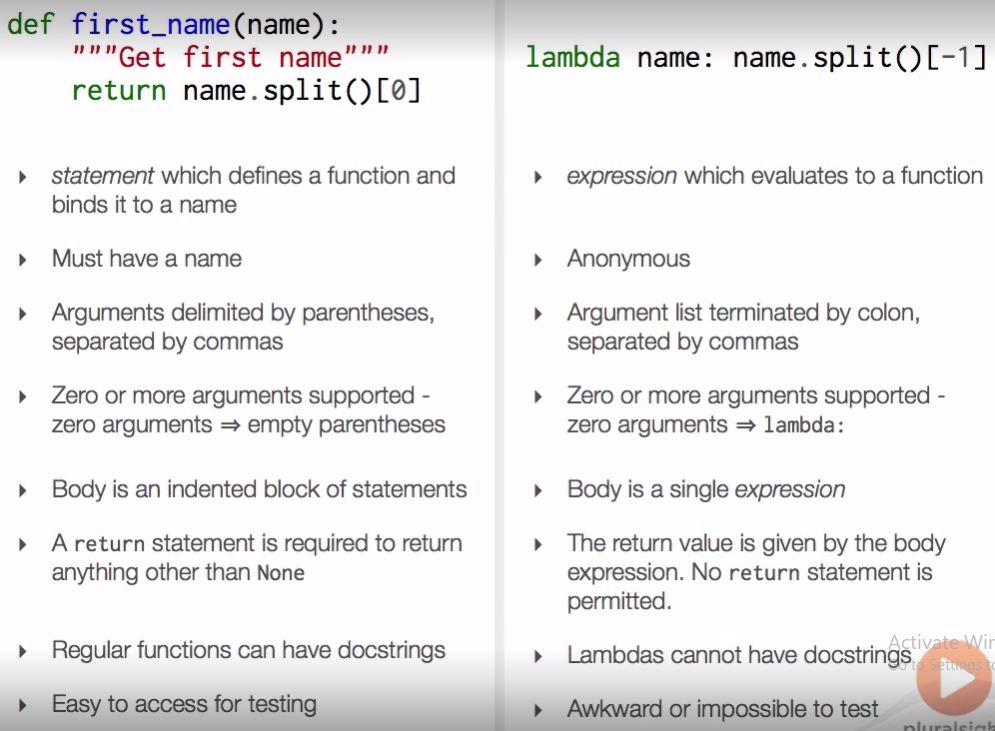 def first_name(name):
"""Get first name"""
return name.split()[0]
▸ statement which defines a function and
binds it to a name
▸ Must have a name
▸ Arguments delimited by parentheses,
separated by commas
▸ Zero or more arguments supported -
zero arguments ⇒ empty parentheses
▸ Body is an indented block of statements
▸ A return statement is required to return
anything other than None
▸ Regular functions can have docstrings
▸ Easy to access for testing
lambda name: name.split()[-1]
▸ expression which evaluates to a function
▸ Anonymous
▸ Argument list terminated by colon,
separated by commas
▸ Zero or more arguments supported -
zero arguments ⇒ lambda:
▸ Body is a single expression
▸ The return value is given by the body
expression. No return statement is
permitted.
▸ Lambdas cannot have docstrings
▸ Awkward or impossible to test
Activate Win
to Settings to
pluralsigh